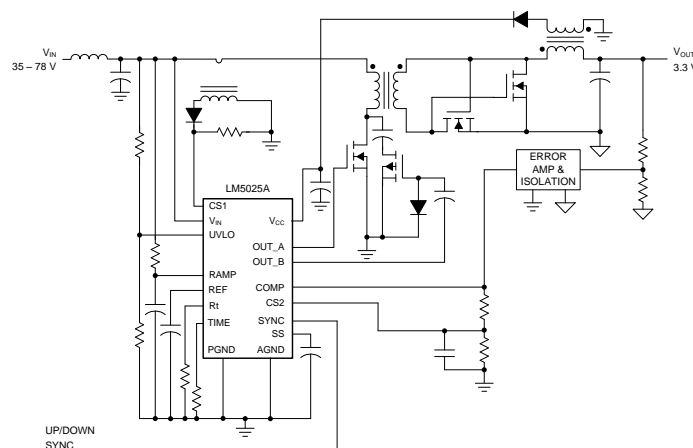 VIN
35 – 78 V
VOUT
3.3 V
LM5025A
CS1
VIN
UVLO
RAMP
REF
Rt
TIME
PGND
AGND
VCC
OUT_A
OUT_B
COMP
CS2
SYNC
SS
ERROR
AMP &
ISOLATION
UP/DOWN
SYNC